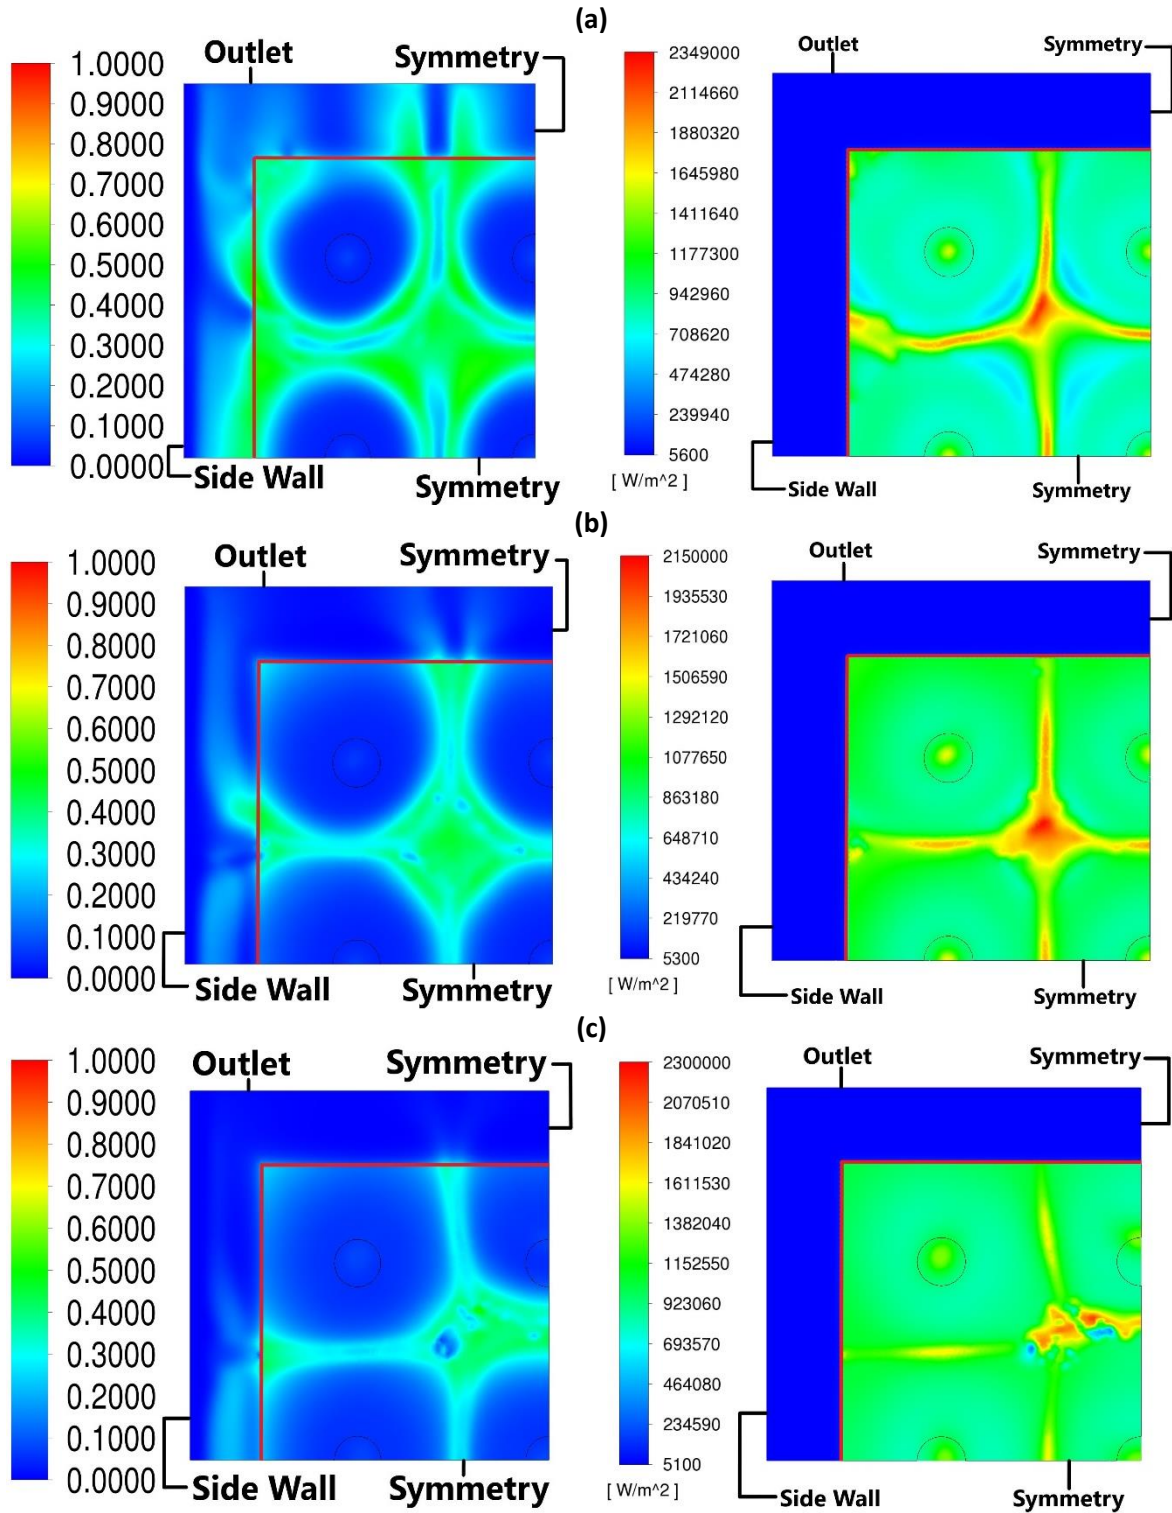 (a)
Outlet
Symmetry
1.0000
0.9000
0.8000
0.7000
0.6000
0.5000
0.4000
0.3000
0.2000
0.1000
0.0000
Side Wall
Symmetry
Outlet
Symmetry
2349000
2114660
1880320
1645980
1411640
1177300
942960
708620
474280
239940
5600
[ W/m^2 ]
Side Wall
Symmetry
(b)
Outlet
Symmetry
1.0000
0.9000
0.8000
0.7000
0.6000
0.5000
0.4000
0.3000
0.2000
0.1000
0.0000
Side Wall
Symmetry
Outlet
Symmetry
2150000
1935530
1721060
1506590
1292120
1077650
863180
648710
434240
219770
5300
[ W/m^2 ]
Side Wall
Symmetry
(c)
Outlet
Symmetry
1.0000
0.9000
0.8000
0.7000
0.6000
0.5000
0.4000
0.3000
0.2000
0.1000
0.0000
Side Wall
Symmetry
Outlet
Symmetry
2300000
2070510
1841020
1611530
1382040
1152550
923060
693570
464080
234590
5100
[ W/m^2 ]
Side Wall
Symmetry